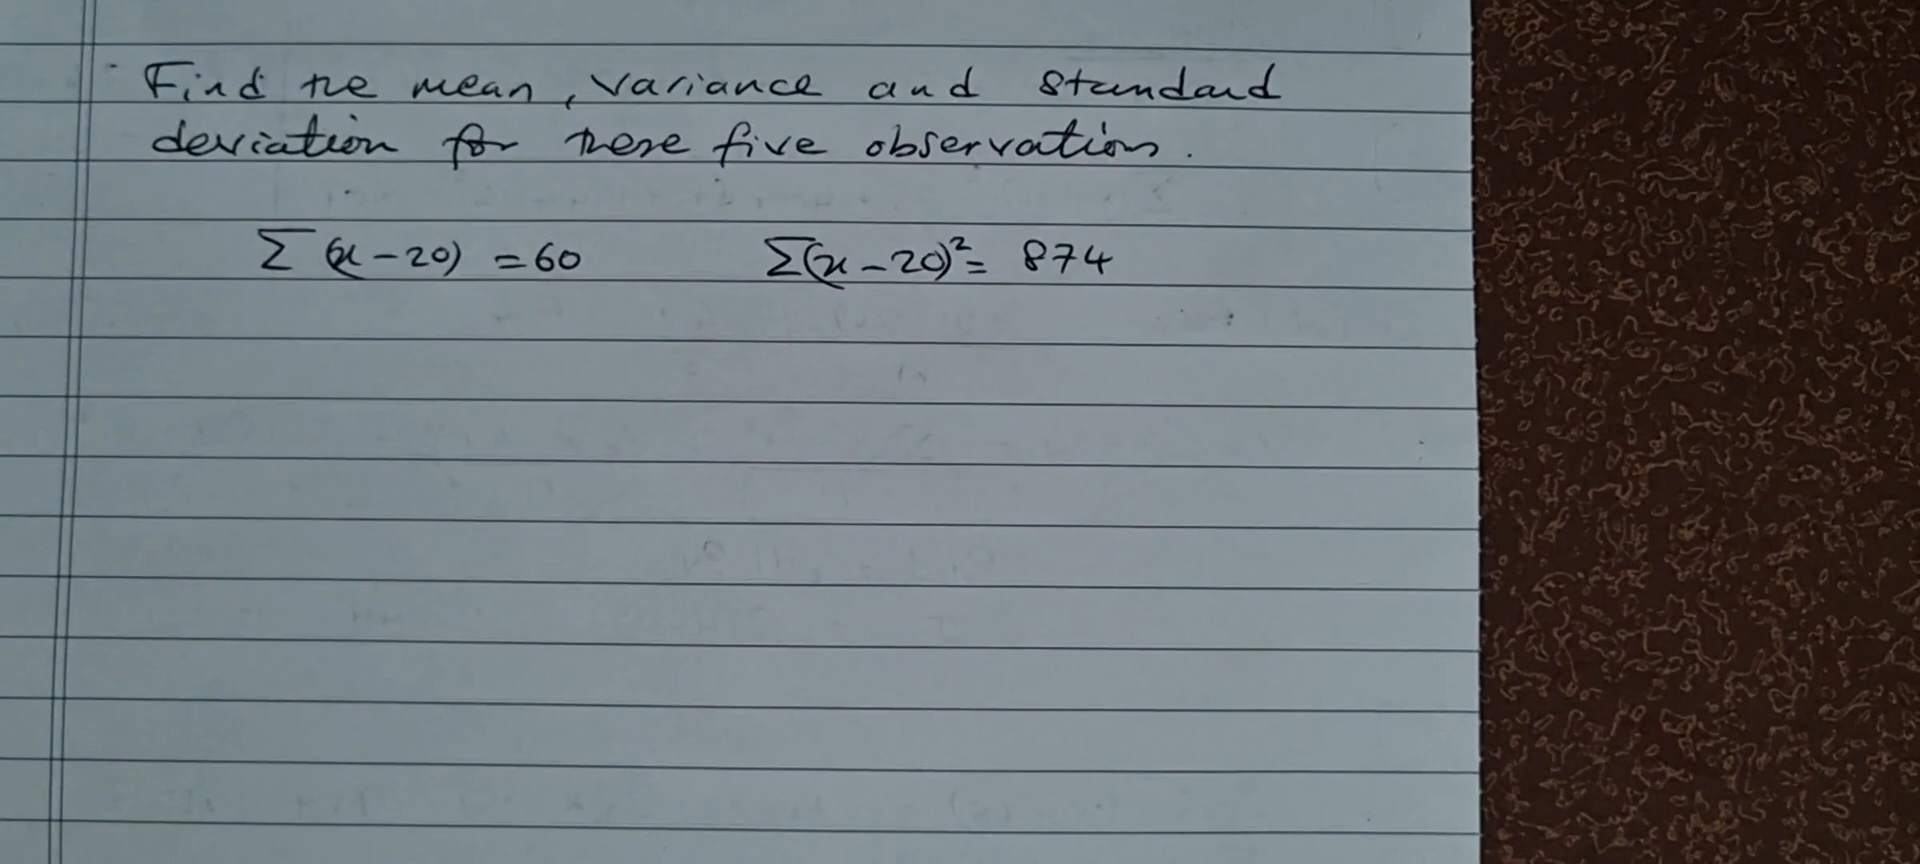 Find the mean, variance and standard
deviation for these five observations.
∑(x-20) = 60 ∑(x-20)² = 874